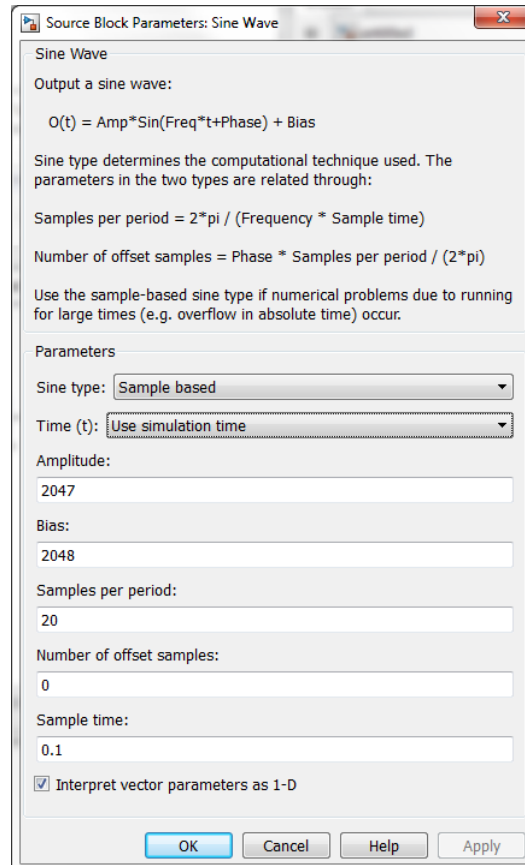 Source Block Parameters: Sine Wave
Sine Wave
Output a sine wave:
O(t) = Amp*Sin(Freq*t+Phase) + Bias
Sine type determines the computational technique used. The
parameters in the two types are related through:
Samples per period = 2*pi / (Frequency * Sample time)
Number of offset samples = Phase * Samples per period / (2*pi)
Use the sample-based sine type if numerical problems due to running
for large times (e.g. overflow in absolute time) occur.
Parameters
Sine type: Sample based
Time (t): Use simulation time
Amplitude:
2047
Bias:
2048
Samples per period:
20
Number of offset samples:
0
Sample time:
0.1
Interpret vector parameters as 1-D
OK Cancel Help Apply